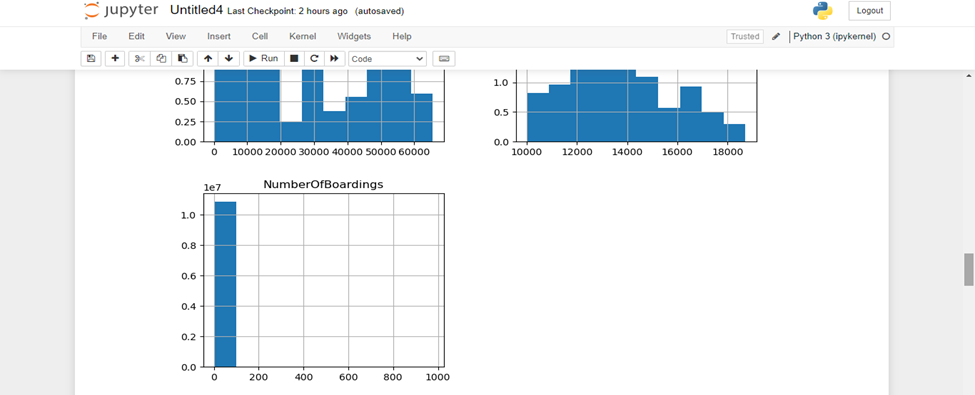 jupyter Untitled4 Last Checkpoint: 2 hours ago (autosaved) Logout
File Edit View Insert Cell Kernel Widgets Help Trusted Python 3 (ipykernel)
Run Code
0.75
0.50
0.25
0.00
0 10000 20000 30000 40000 50000 60000
1.0
0.5
0.0
10000 12000 14000 16000 18000
1e7 NumberOfBoardings
1.0
0.8
0.6
0.4
0.2
0.0
0 200 400 600 800 1000